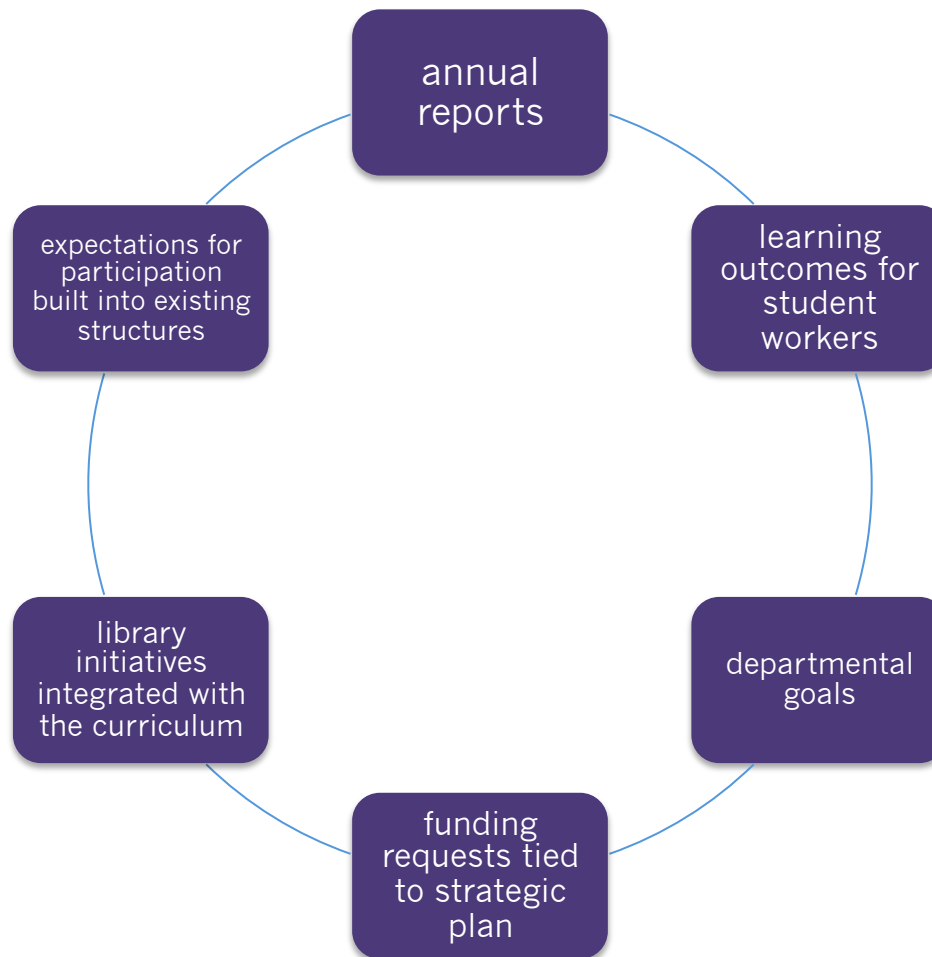 annual
reports
learning
outcomes for
student
workers
departmental
goals
funding
requests tied
to strategic
plan
library
initiatives
integrated with
the curriculum
expectations for
participation
built into existing
structures